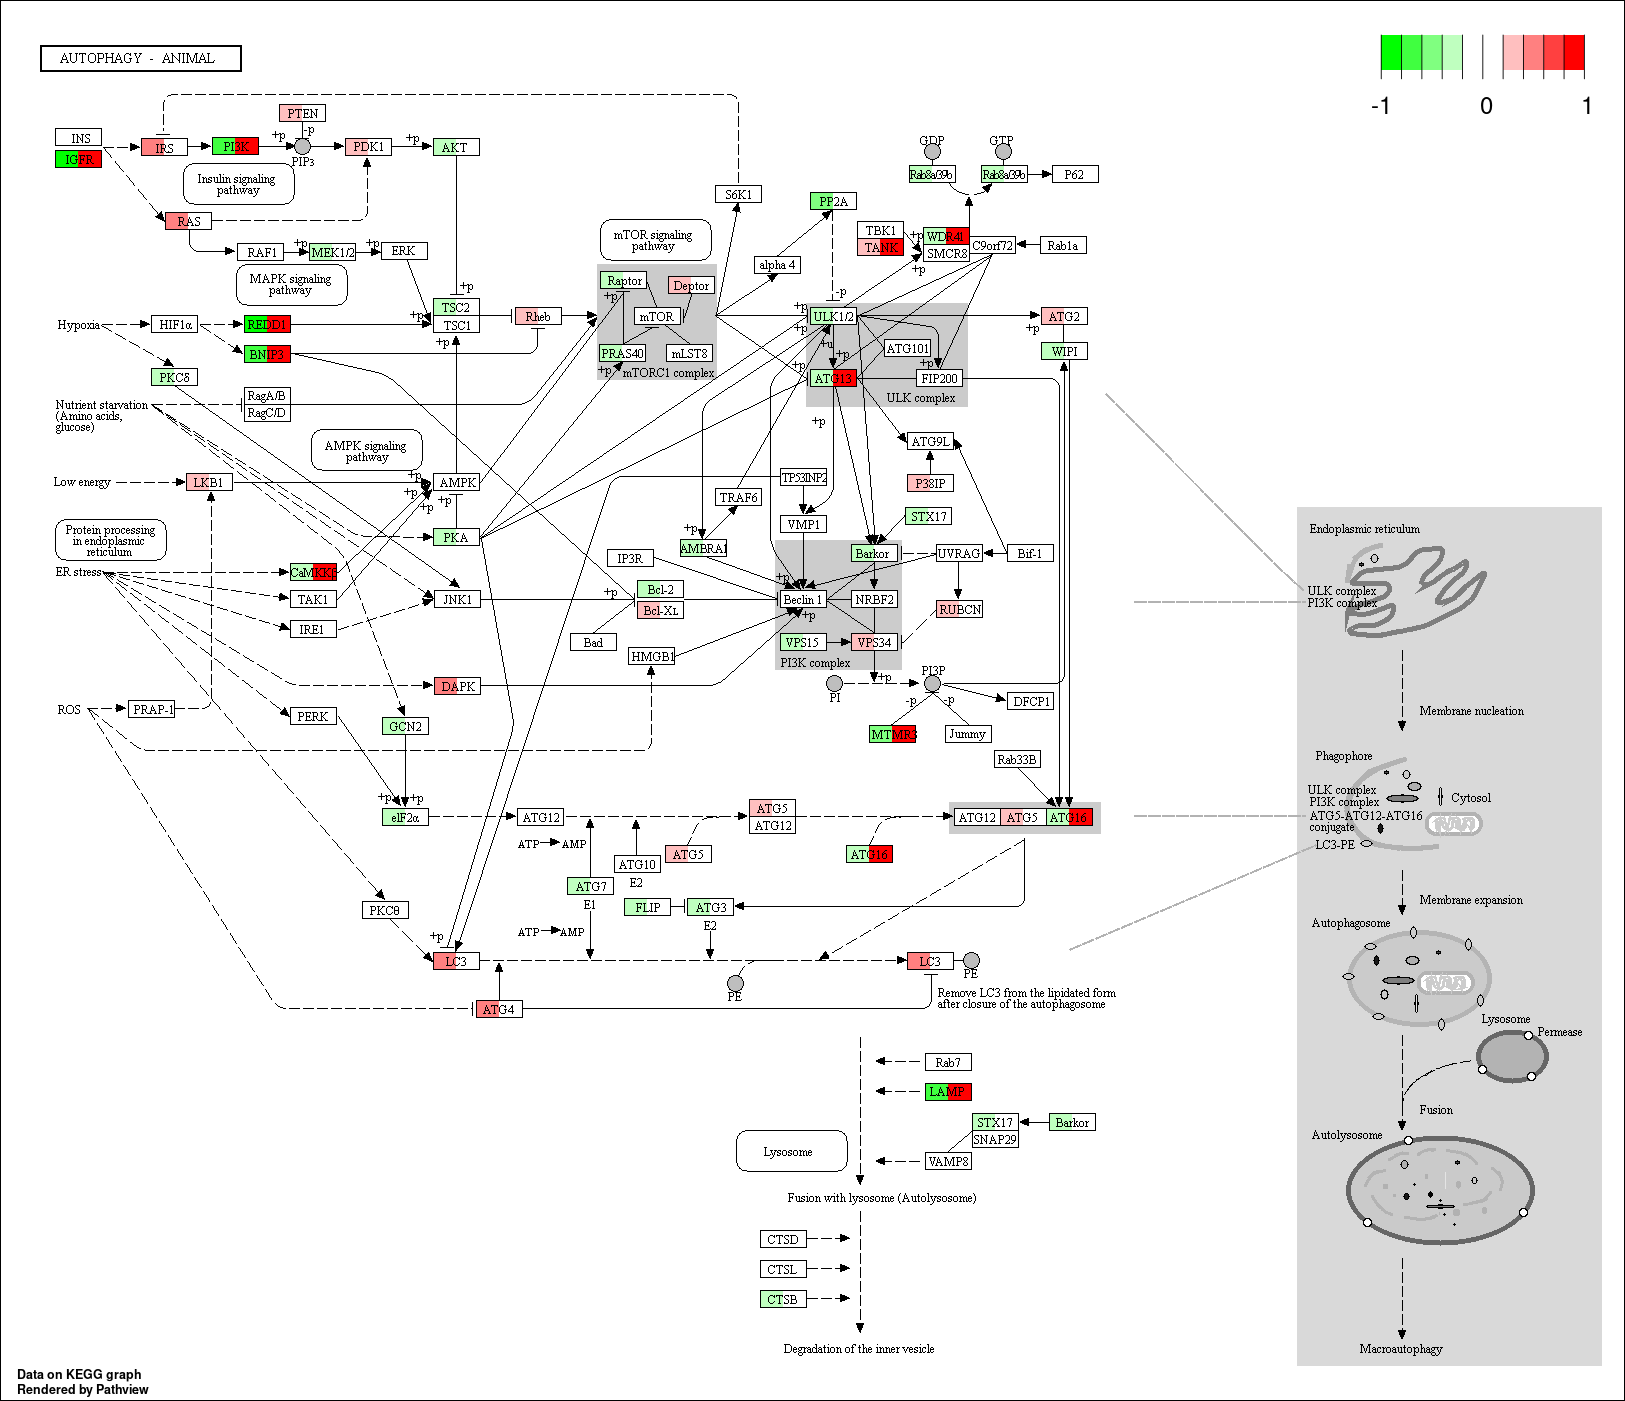 AUTOPHAGY - ANIMAL
-1 0 1
PTEN
-p
+p
+p
INS
IGFR
IRS
PI3K
PIP3
PDK1
AKT
Insulin signaling
pathway
RAS
RAF1
+p
MEK1/2
+p
ERK
MAPK signaling
pathway
mTOR signaling
pathway
S6K1
GDP
GTP
Rab8a/39b
Rab8a/39b
P62
PP2A
TBK1
TANK
+p
WDR41
SMCR8
+p
C9orf72
Rab1a
alpha 4
-p
Raptor
+p
Deptor
mTOR
PRAS40
mLST8
+p
mTORC1 complex
+p
TSC2
TSC1
+p
+p
Rheb
Hypoxia
HIF1α
REDD1
BNIP3
PKCδ
+p
+p
ULK1/2
+u
+p
ATG101
+p
+p
ATG13
FIP200
ULK complex
+p
ATG2
+p
WIPI
Nutrient starvation
(Amino acids,
glucose)
RagA/B
RagC/D
AMPK signaling
pathway
ATG9L
P38IP
Low energy
LKB1
+p
+p
+p
+p
AMPK
TP53INP2
TRAF6
VMP1
STX17
Protein processing
in endoplasmic
reticulum
PKA
+p
AMBRA1
IP3R
Barkor
UVRAG
Bif-1
ER stress
CaMKKβ
TAK1
IRE1
JNK1
+p
Bcl-2
Bcl-XL
Bad
+p
Beclin 1
+p
NRBF2
RUBCN
HMGB1
VPS15
VPS34
PI3K complex
+p
PI
PI3P
DFCP1
-p
-p
MTMR3
Jummy
DAPK
ROS
PRAP-1
PERK
GCN2
+p
+p
eIF2α
Rab33B
ATG12
ATG5
ATG12
ATG12
ATG5
ATG16
ATP
AMP
ATG10
E2
ATG5
ATG16
ATG7
E1
FLIP
ATG3
E2
PKCθ
ATP
AMP
+p
LC3
PE
LC3
PE
ATG4
Remove LC3 from the lipidated form
after closure of the autophagosome
Rab7
LAMP
STX17
SNAP29
Barkor
VAMP8
Lysosome
Fusion with lysosome (Autolysosome)
CTSD
CTSL
CTSB
Degradation of the inner vesicle
Endoplasmic reticulum
ULK complex
PI3K complex
Membrane nucleation
Phagophore
ULK complex
PI3K complex
Cytosol
ATG5-ATG12-ATG16
conjugate
LC3-PE
Membrane expansion
Autophagosome
Lysosome
Permease
Fusion
Autolysosome
Macroautophagy
Data on KEGG graph
Rendered by Pathview